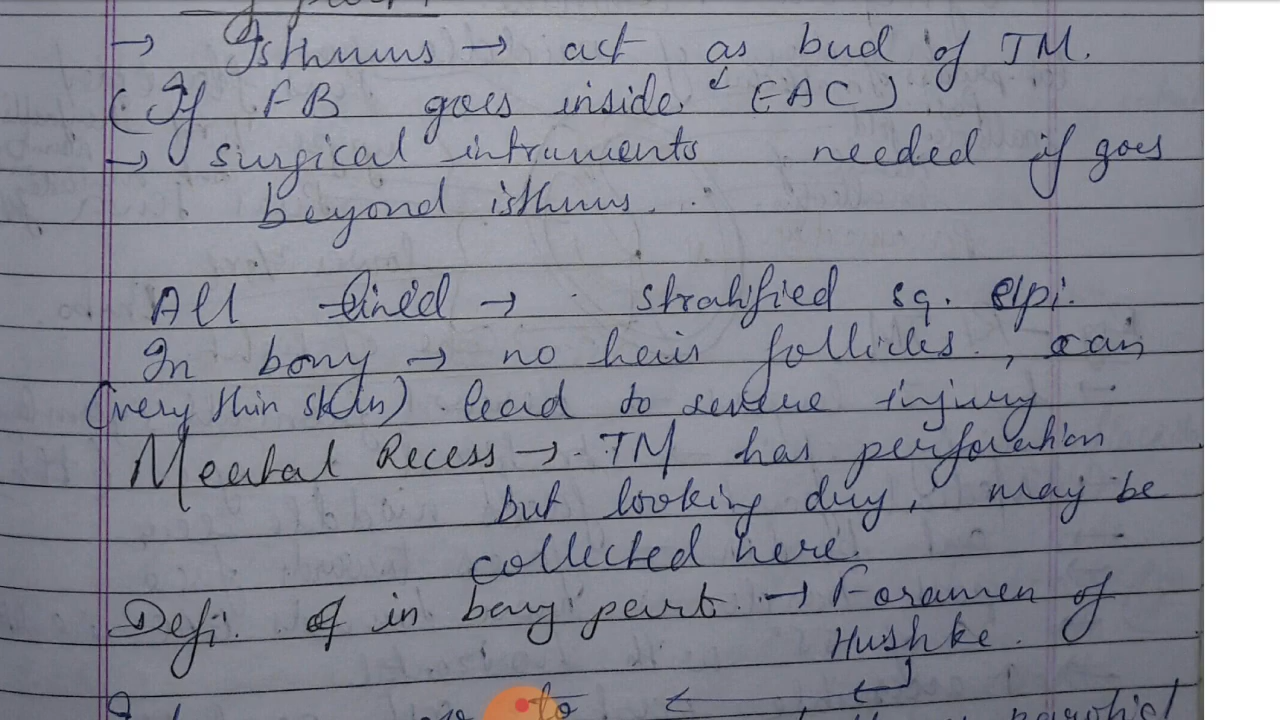 → Isthmus → act as bud of TM.
(If FB goes inside EAC)
→ surgical intruments needed if goes
beyond isthmus.
All lined → stratified sq. epi.
In bony → no hair follicles, can
(very thin skin) lead to severe injury
Meatal Recess → TM has perforation
but looking dry, may be
collected here.
Defi. of in bony part. → Foramen of
Hushke.
to